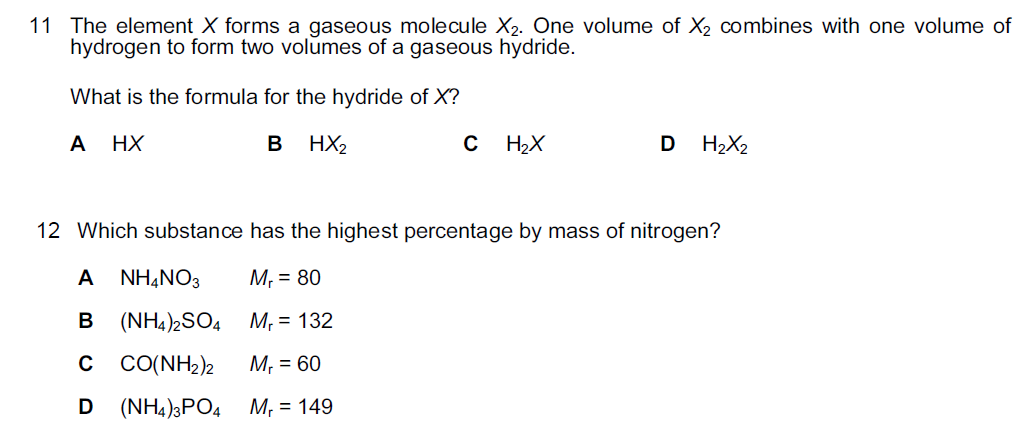 11 The element X forms a gaseous molecule X₂. One volume of X₂ combines with one volume of
hydrogen to form two volumes of a gaseous hydride.
What is the formula for the hydride of X?
A HX B HX₂ C H₂X D H₂X₂
12 Which substance has the highest percentage by mass of nitrogen?
A NH₄NO₃ Mᵣ = 80
B (NH₄)₂SO₄ Mᵣ = 132
C CO(NH₂)₂ Mᵣ = 60
D (NH₄)₃PO₄ Mᵣ = 149